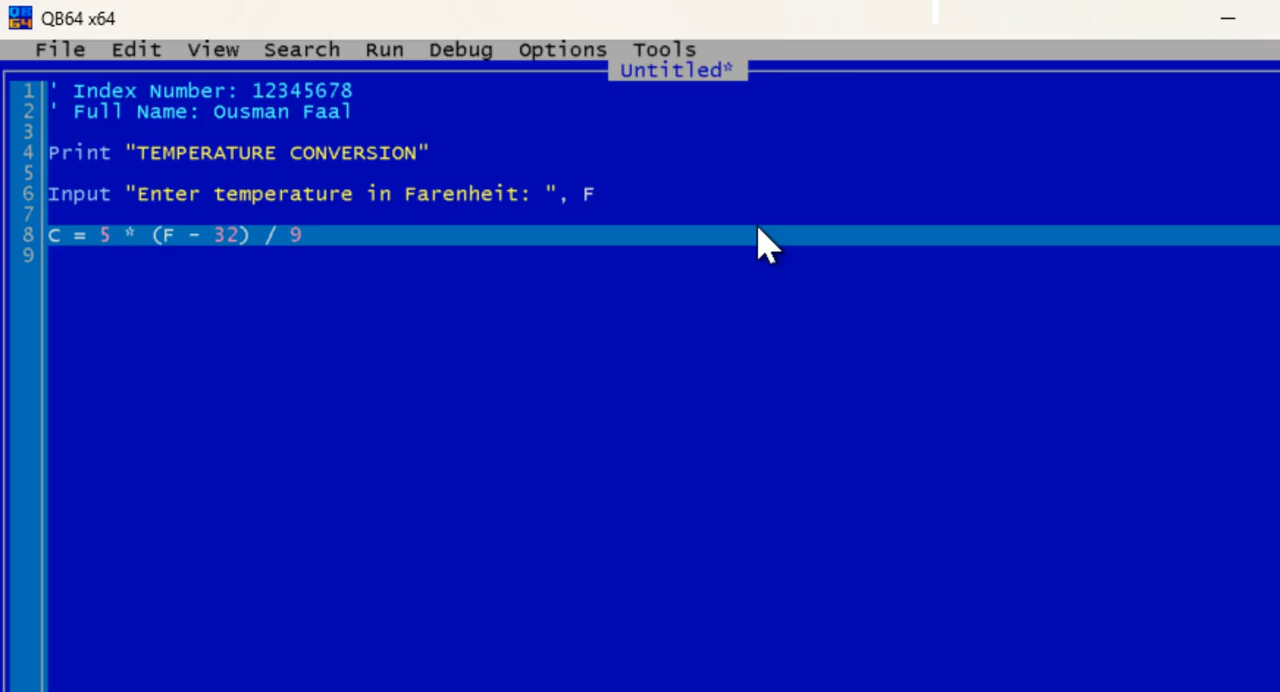 QB64 x64
File Edit View Search Run Debug Options Tools
Untitled*
1 ' Index Number: 12345678
2 ' Full Name: Ousman Faal
3
4 Print "TEMPERATURE CONVERSION"
5
6 Input "Enter temperature in Farenheit: ", F
7
8 C = 5 * (F - 32) / 9
9